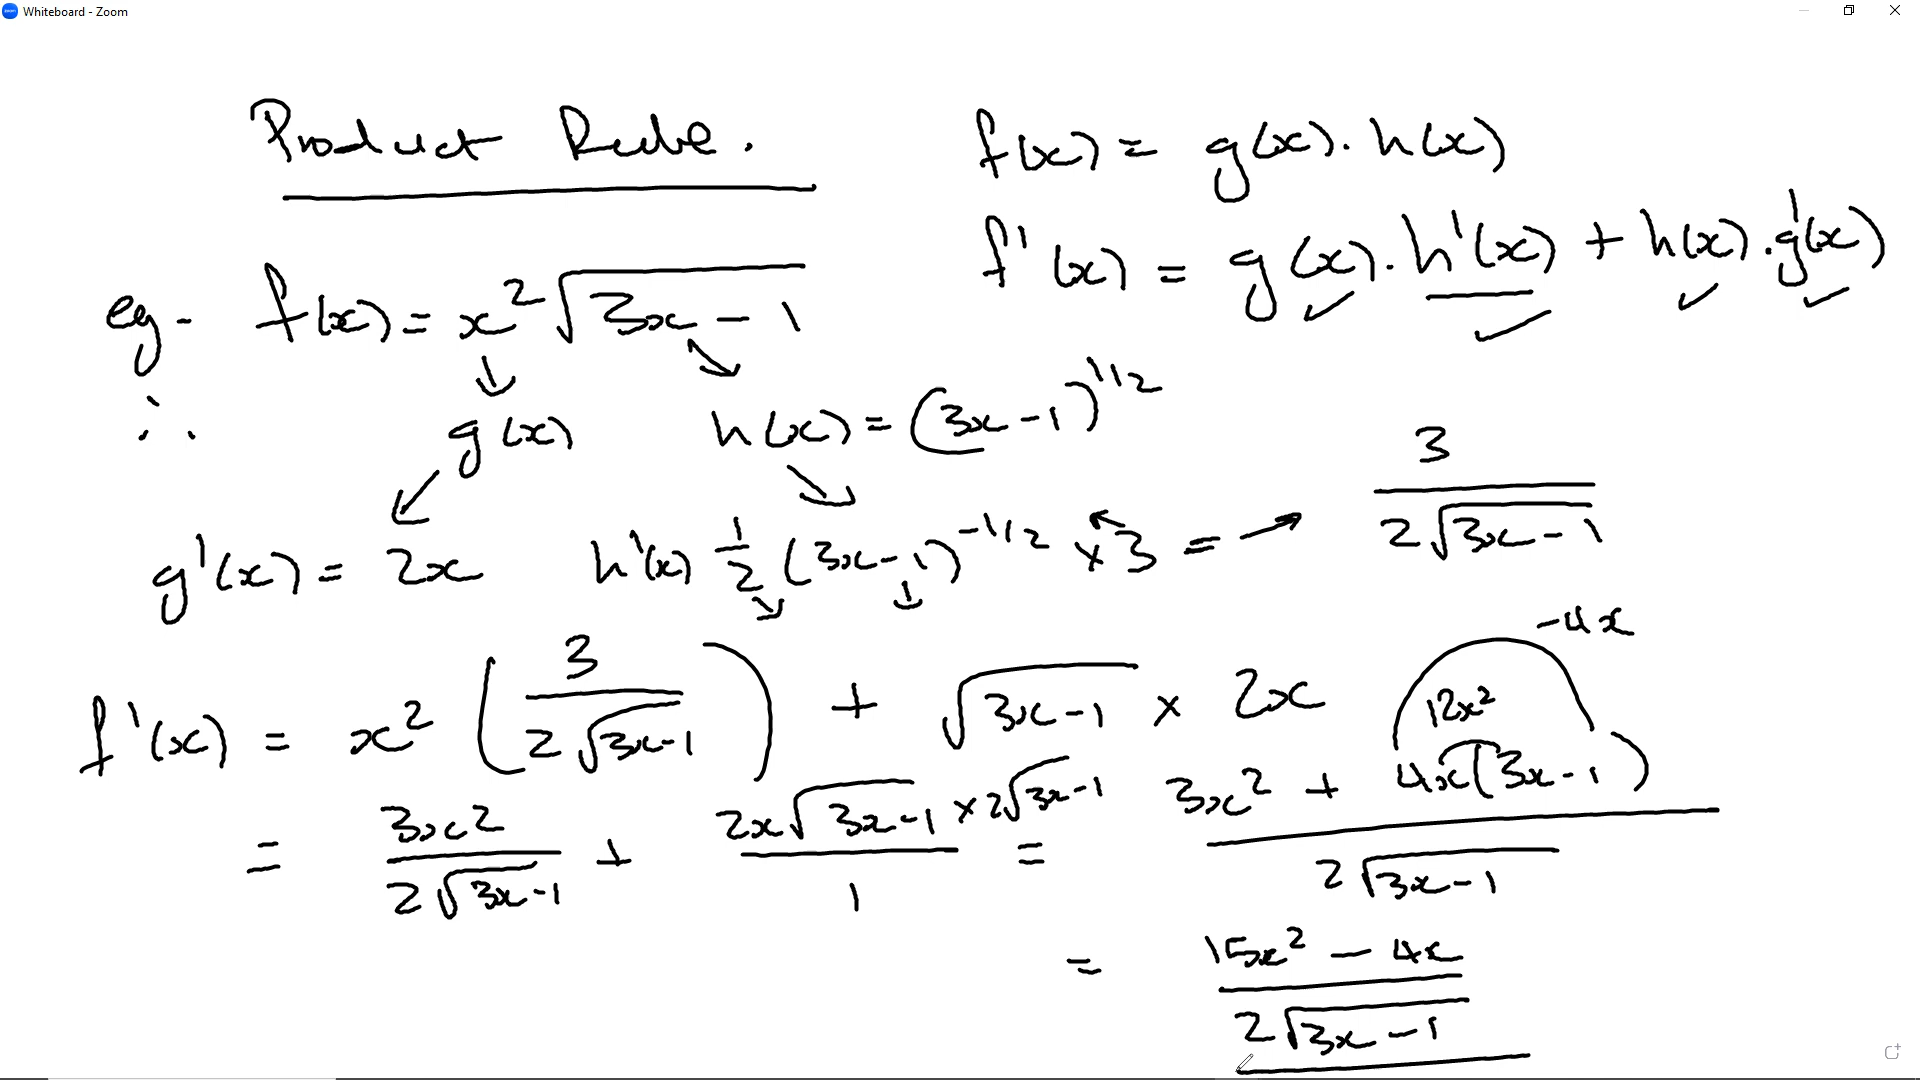 Whiteboard - Zoom
Product Rule.
f(x) = g(x). h(x)
f'(x) = g(x). h'(x) + h(x). g'(x)
eg - f(x) = x² √(3x - 1)
∴ g(x) h(x) = (3x - 1)^1/2
g'(x) = 2x h'(x) 1/2 (3x - 1)^-1/2 × 3 = → 3/(2√(3x - 1))
f'(x) = x² (3/(2√(3x-1))) + √(3x-1) × 2x
12x² -4x
= 3x²/(2√(3x-1)) + (2x√(3x-1) × 2√(3x-1))/1 = (3x² + 4x(3x-1))/(2√(3x-1))
= (15x² - 4x)/(2√(3x-1))